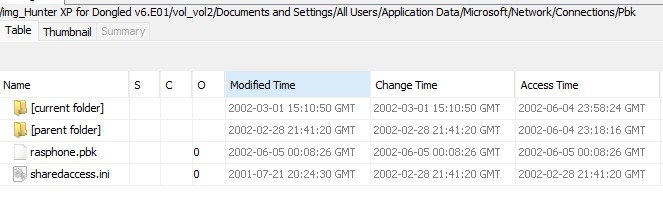 /img_Hunter XP for Dongled v6.E01/vol_vol2/Documents and Settings/All Users/Application Data/Microsoft/Network/Connections/Pbk
Table Thumbnail Summary
Name S C O Modified Time Change Time Access Time
[current folder] 2002-03-01 15:10:50 GMT 2002-03-01 15:10:50 GMT 2002-06-04 23:58:24 GMT
[parent folder] 2002-02-28 21:41:20 GMT 2002-02-28 21:41:20 GMT 2002-06-04 23:18:16 GMT
rasphone.pbk 0 2002-06-05 00:08:26 GMT 2002-06-05 00:08:26 GMT 2002-06-05 00:08:26 GMT
sharedaccess.ini 0 2001-07-21 20:24:30 GMT 2002-02-28 21:41:20 GMT 2002-02-28 21:41:20 GMT